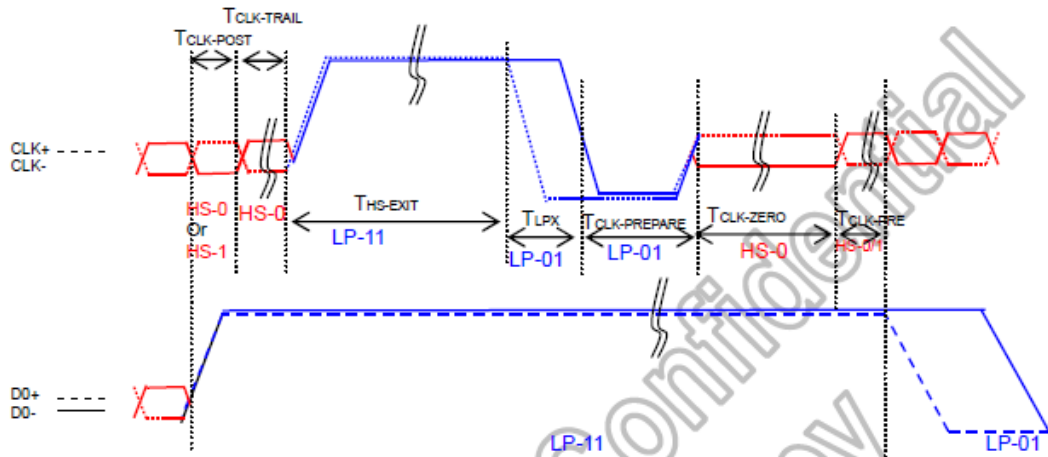 TCLK-TRAIL
TCLK-POST
CLK+
CLK-
HS-0
Or
HS-1
HS-0
THS-EXIT
LP-11
TLPX
LP-01
TCLK-PREPARE
LP-01
TCLK-ZERO
HS-0
TCLK-PRE
HS-0/1
D0+
D0-
LP-11
LP-01
Confidential